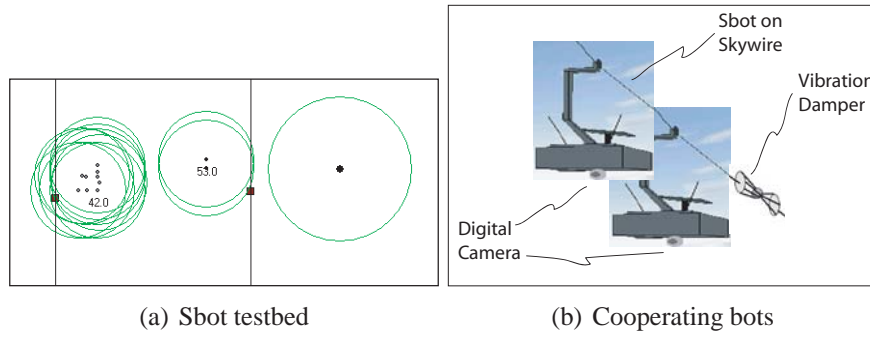 42.0
53.0
(a) Sbot testbed
Sbot on
Skywire
Vibration
Damper
Digital
Camera
(b) Cooperating bots